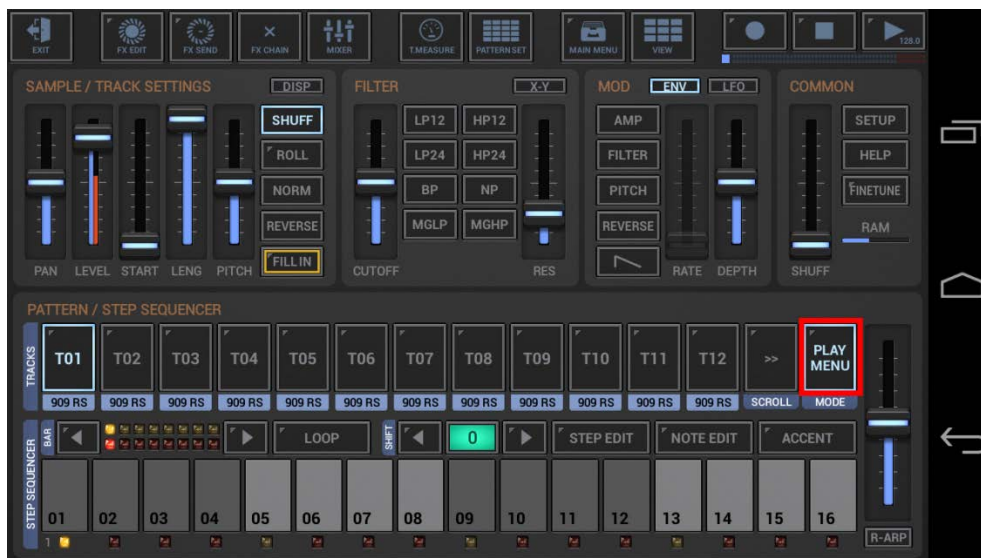 EXIT FX EDIT FX SEND FX CHAIN MIXER T.MEASURE PATTERN SET MAIN MENU VIEW 128.0
SAMPLE / TRACK SETTINGS DISP FILTER X-Y MOD ENV LFO COMMON
SHUFF LP12 HP12 AMP SETUP
ROLL LP24 HP24 FILTER HELP
NORM BP NP PITCH FINETUNE
REVERSE MGLP MGHP REVERSE RAM
FILL IN
PAN LEVEL START LENG PITCH CUTOFF RES RATE DEPTH SHUFF
PATTERN / STEP SEQUENCER
TRACKS
T01 T02 T03 T04 T05 T06 T07 T08 T09 T10 T11 T12 >> PLAY MENU
909 RS 909 RS 909 RS 909 RS 909 RS 909 RS 909 RS 909 RS 909 RS 909 RS 909 RS 909 RS SCROLL MODE
STEP SEQUENCER
BAR LOOP SHIFT 0 STEP EDIT NOTE EDIT ACCENT
01 02 03 04 05 06 07 08 09 10 11 12 13 14 15 16
1 R-ARP